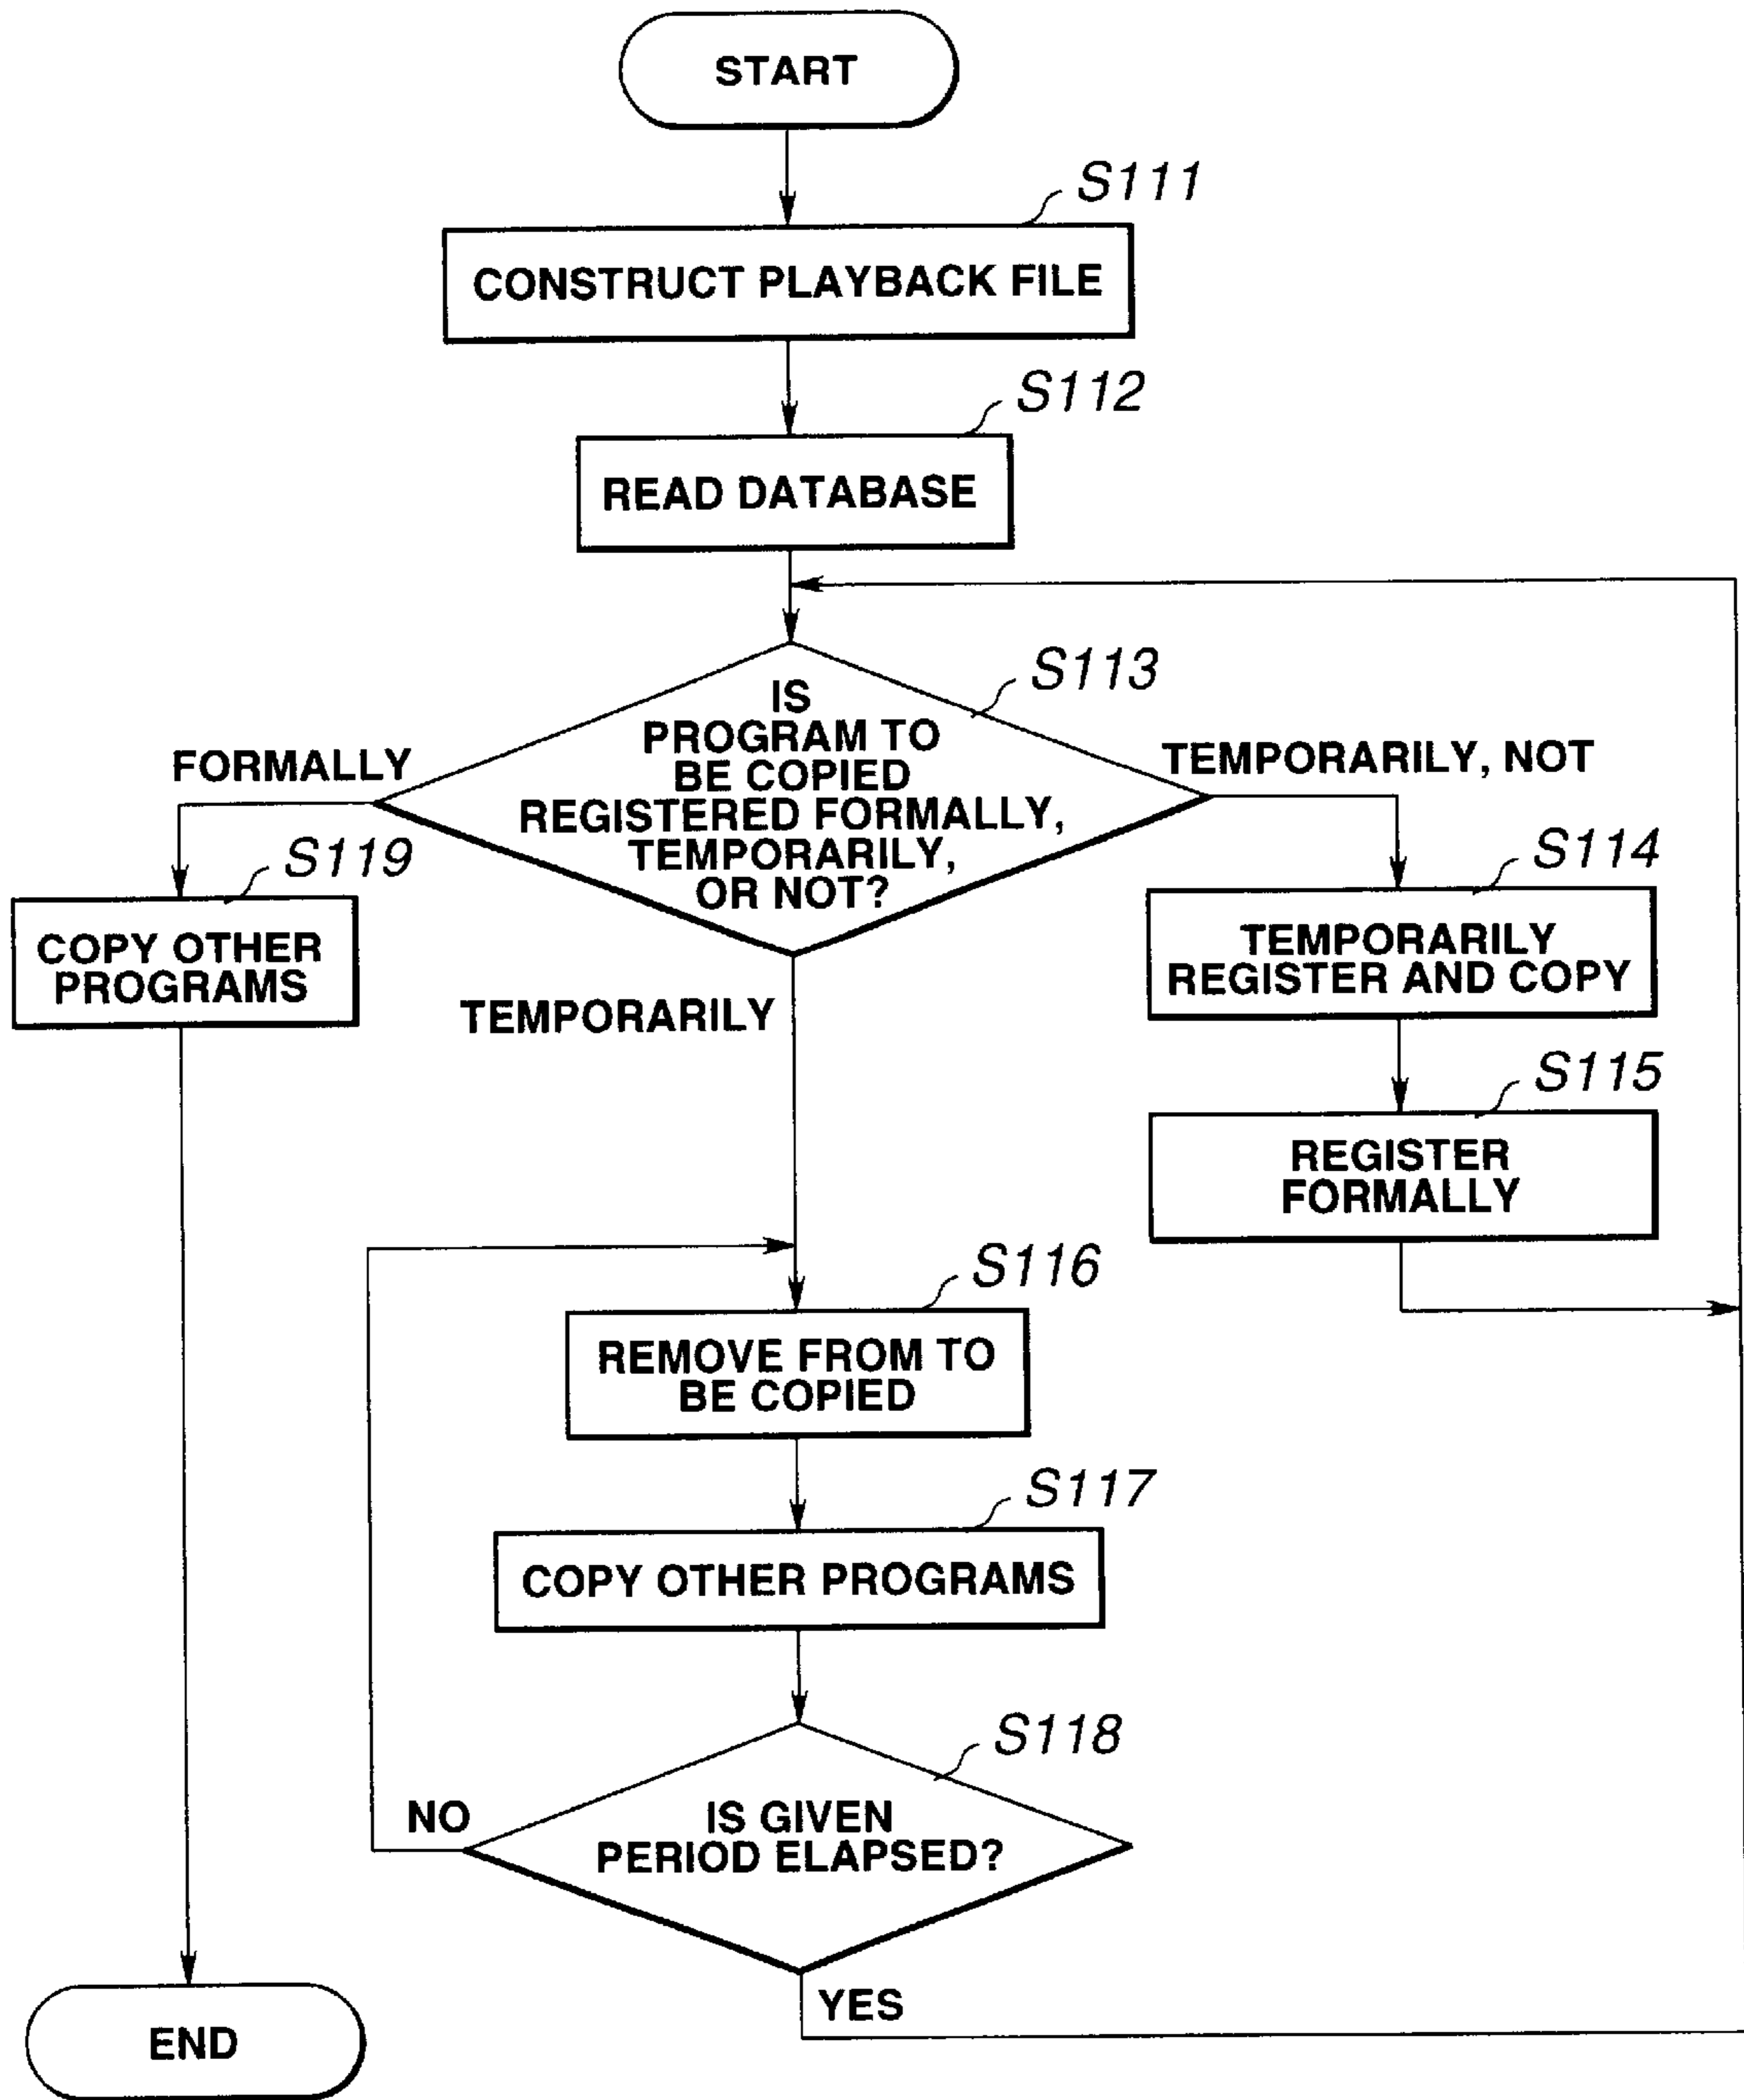 START
S111
CONSTRUCT PLAYBACK FILE
S112
READ DATABASE
S113
IS
PROGRAM TO
BE COPIED
REGISTERED FORMALLY,
TEMPORARILY,
OR NOT?
FORMALLY
TEMPORARILY, NOT
S119
COPY OTHER
PROGRAMS
TEMPORARILY
S114
TEMPORARILY
REGISTER AND COPY
S115
REGISTER
FORMALLY
S116
REMOVE FROM TO
BE COPIED
S117
COPY OTHER PROGRAMS
S118
IS GIVEN
PERIOD ELAPSED?
NO
YES
END